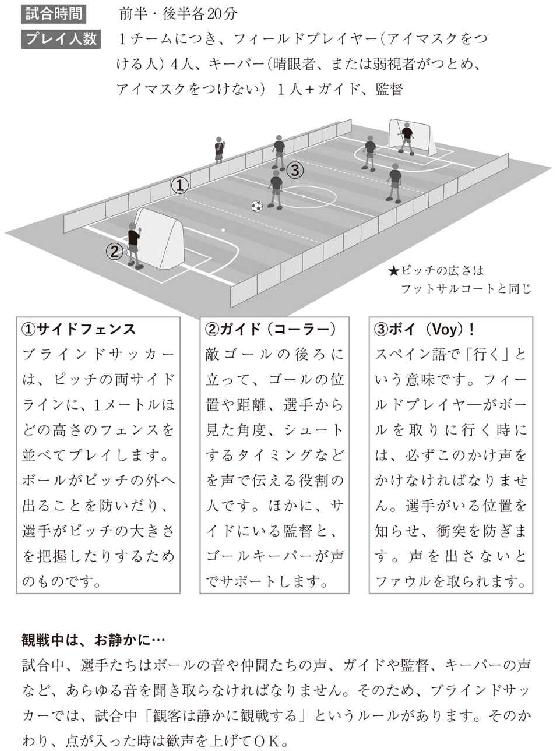 試合時間 前半・後半各20分
プレイ人数 1チームにつき、フィールドプレイヤー（アイマスクをつ
ける人）4人、キーパー（晴眼者、または弱視者がつとめ、
アイマスクをつけない）1人＋ガイド、監督
①
②
③
★ピッチの広さは
フットサルコートと同じ
①サイドフェンス
ブラインドサッカー
は、ピッチの両サイド
ラインに、1メートルほ
どの高さのフェンスを
並べてプレイします。
ボールがピッチの外へ
出ることを防いだり、
選手がピッチの大きさ
を把握したりするため
のものです。
②ガイド（コーラー）
敵ゴールの後ろに
立って、ゴールの位
置や距離、選手から
見た角度、シュート
するタイミングなど
を声で伝える役割の
人です。ほかに、サ
イドにいる監督と、
ゴールキーパーが声
でサポートします。
③ボイ（Voy）！
スペイン語で「行く」と
いう意味です。フィー
ルドプレイヤーがボー
ルを取りに行く時に
は、必ずこのかけ声を
かけなければなりませ
ん。選手がいる位置を
知らせ、衝突を防ぎま
す。声を出さないと
ファウルを取られます。
観戦中は、お静かに…
試合中、選手たちはボールの音や仲間たちの声、ガイドや監督、キーパーの声
など、あらゆる音を聞き取らなければなりません。そのため、ブラインドサッ
カーでは、試合中「観客は静かに観戦する」というルールがあります。そのか
わり、点が入った時は歓声を上げてＯＫ。